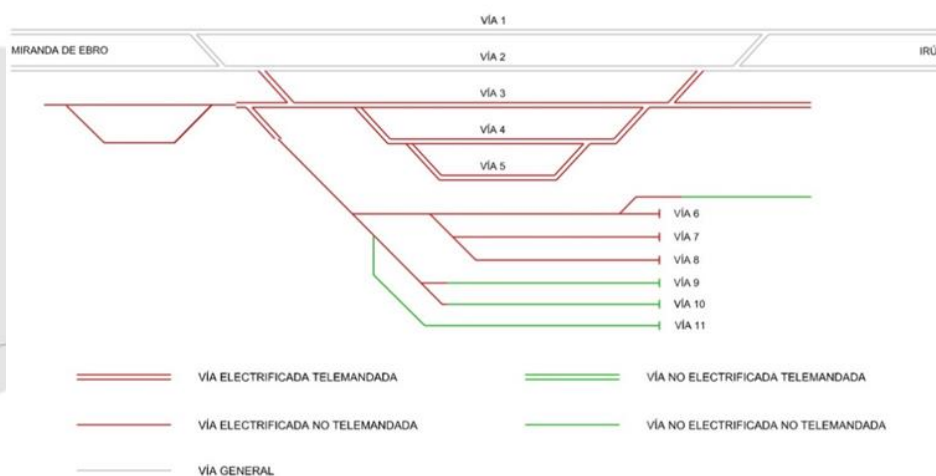 VÍA 1
MIRANDA DE EBRO
IRÚ
VÍA 2
VÍA 3
VÍA 4
VÍA 5
VÍA 6
VÍA 7
VÍA 8
VÍA 9
VÍA 10
VÍA 11
VÍA ELECTRIFICADA TELEMANDADA
VÍA NO ELECTRIFICADA TELEMANDADA
VÍA ELECTRIFICADA NO TELEMANDADA
VÍA NO ELECTRIFICADA NO TELEMANDADA
VÍA GENERAL